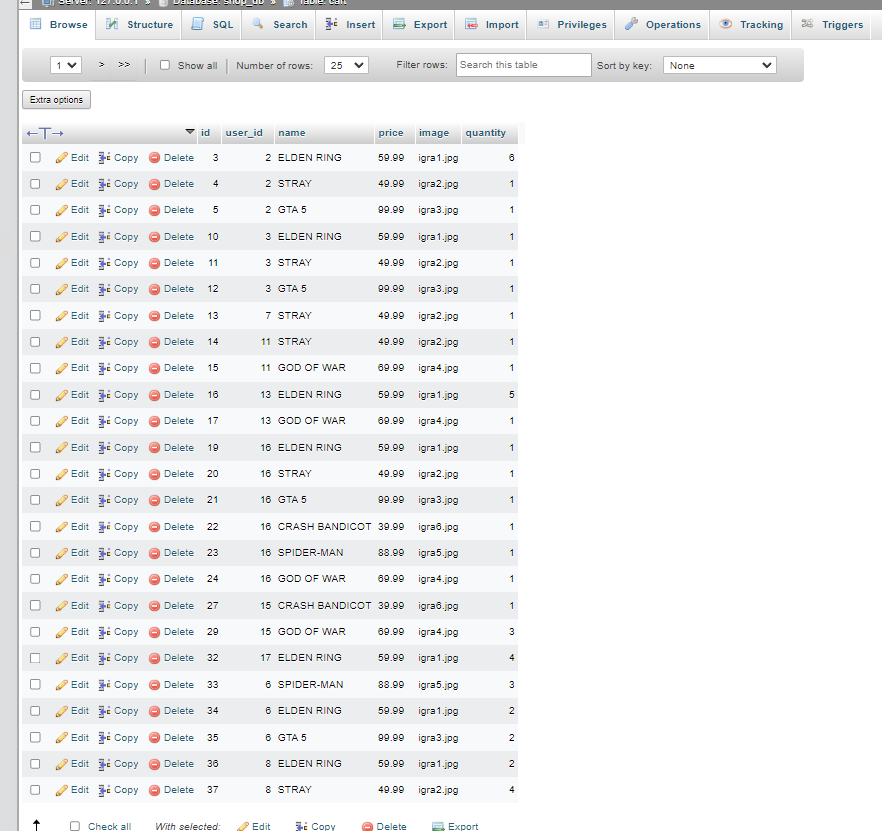 Server: 127.0.0.1 » Database: shop_db » Table: cart
Browse Structure SQL Search Insert Export Import Privileges Operations Tracking Triggers
1 > >> Show all Number of rows: 25 Filter rows: Search this table Sort by key: None
Extra options
←T→ id user_id name price image quantity
Edit Copy Delete 3 2 ELDEN RING 59.99 igra1.jpg 6
Edit Copy Delete 4 2 STRAY 49.99 igra2.jpg 1
Edit Copy Delete 5 2 GTA 5 99.99 igra3.jpg 1
Edit Copy Delete 10 3 ELDEN RING 59.99 igra1.jpg 1
Edit Copy Delete 11 3 STRAY 49.99 igra2.jpg 1
Edit Copy Delete 12 3 GTA 5 99.99 igra3.jpg 1
Edit Copy Delete 13 7 STRAY 49.99 igra2.jpg 1
Edit Copy Delete 14 11 STRAY 49.99 igra2.jpg 1
Edit Copy Delete 15 11 GOD OF WAR 69.99 igra4.jpg 1
Edit Copy Delete 16 13 ELDEN RING 59.99 igra1.jpg 5
Edit Copy Delete 17 13 GOD OF WAR 69.99 igra4.jpg 1
Edit Copy Delete 19 16 ELDEN RING 59.99 igra1.jpg 1
Edit Copy Delete 20 16 STRAY 49.99 igra2.jpg 1
Edit Copy Delete 21 16 GTA 5 99.99 igra3.jpg 1
Edit Copy Delete 22 16 CRASH BANDICOT 39.99 igra6.jpg 1
Edit Copy Delete 23 16 SPIDER-MAN 88.99 igra5.jpg 1
Edit Copy Delete 24 16 GOD OF WAR 69.99 igra4.jpg 1
Edit Copy Delete 27 15 CRASH BANDICOT 39.99 igra6.jpg 1
Edit Copy Delete 29 15 GOD OF WAR 69.99 igra4.jpg 3
Edit Copy Delete 32 17 ELDEN RING 59.99 igra1.jpg 4
Edit Copy Delete 33 6 SPIDER-MAN 88.99 igra5.jpg 3
Edit Copy Delete 34 6 ELDEN RING 59.99 igra1.jpg 2
Edit Copy Delete 35 6 GTA 5 99.99 igra3.jpg 2
Edit Copy Delete 36 8 ELDEN RING 59.99 igra1.jpg 2
Edit Copy Delete 37 8 STRAY 49.99 igra2.jpg 4
Check all With selected: Edit Copy Delete Export